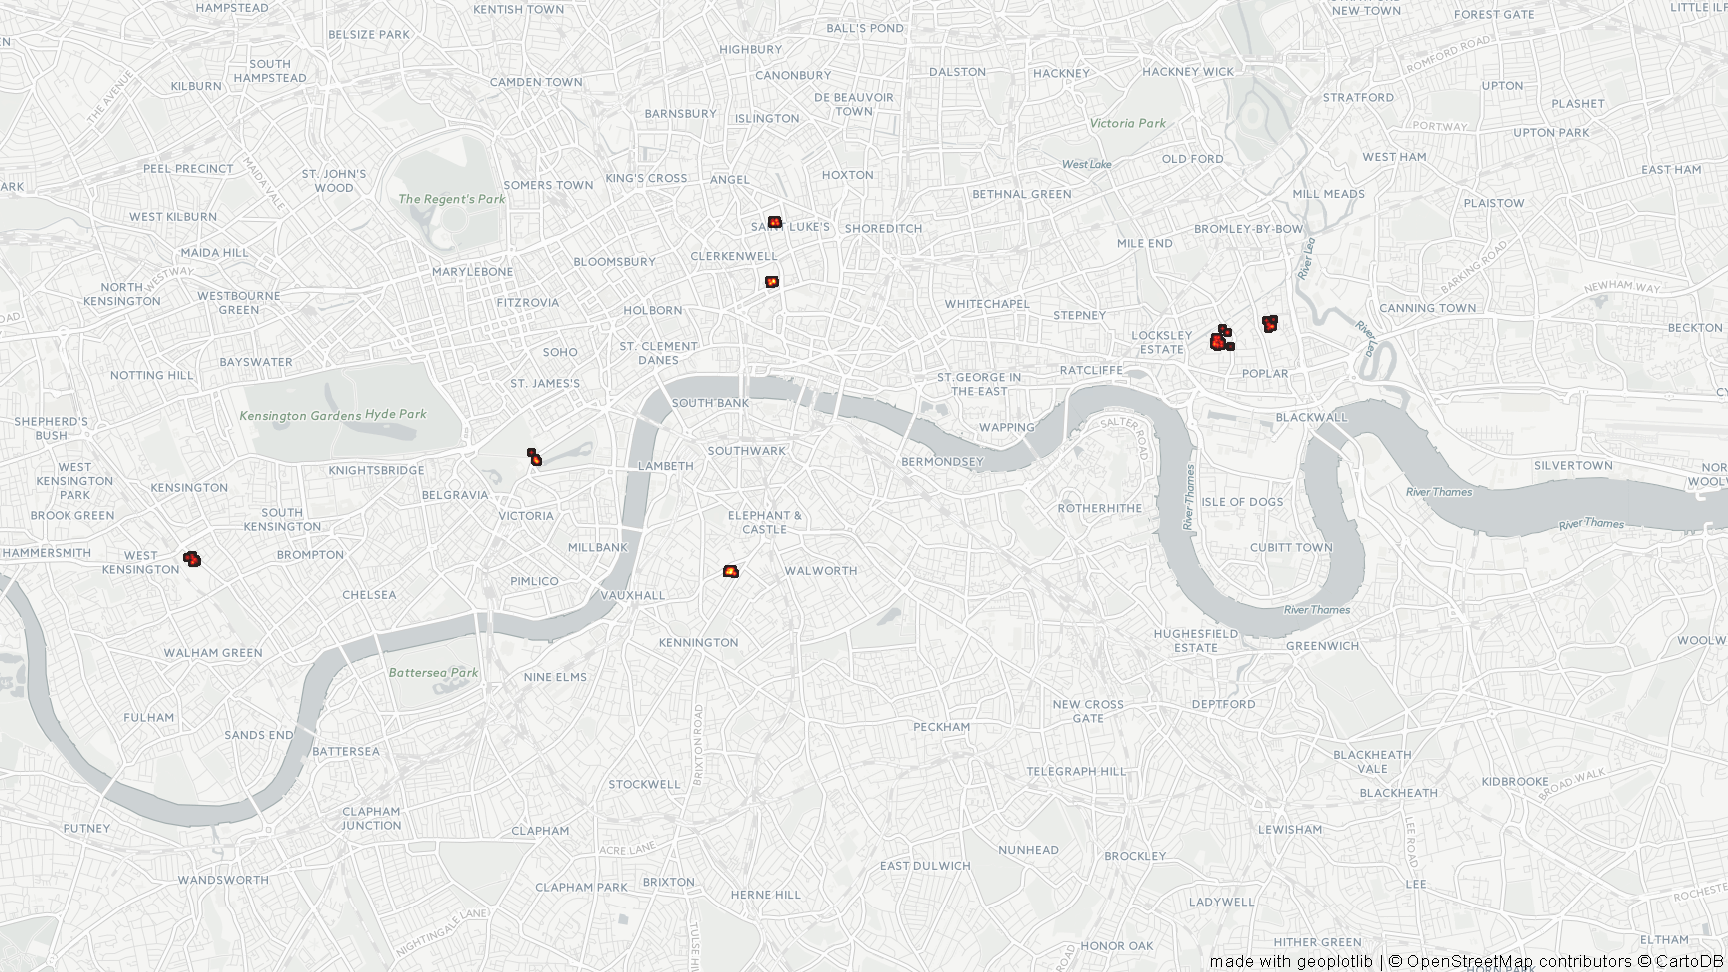 HAMPSTEAD
KENTISH TOWN
NEW TOWN
FOREST GATE
BELSIZE PARK
BALL'S POND
HIGHBURY
ROMFORD ROAD
SOUTH
HAMPSTEAD
KILBURN
THE AVENUE
CAMDEN TOWN
CANONBURY
DALSTON
HACKNEY
HACKNEY WICK
UPTON
DE BEAUVOIR
TOWN
STRATFORD
PLASHET
BARNSBURY
ISLINGTON
Victoria Park
PORTWAY
UPTON PARK
PEEL PRECINCT
MAIDA VALE
ST. JOHN'S
WOOD
KING'S CROSS
ANGEL
HOXTON
West Lake
OLD FORD
WEST HAM
EAST HAM
ARK
The Regent's Park
SOMERS TOWN
BETHNAL GREEN
MILL MEADS
PLAISTOW
WEST KILBURN
SAINT LUKE'S
SHOREDITCH
BROMLEY-BY-BOW
MAIDA HILL
CLERKENWELL
MILE END
River Lea
BARKING ROAD
WESTWAY
MARYLEBONE
BLOOMSBURY
NORTH
KENSINGTON
WESTBOURNE
GREEN
FITZROVIA
HOLBORN
WHITECHAPEL
STEPNEY
CANNING TOWN
NEWHAM WAY
BECKTON
LOCKSLEY
ESTATE
River Lea
BAYSWATER
SOHO
ST. CLEMENT
DANES
NOTTING HILL
ST. JAMES'S
ST.GEORGE IN
THE EAST
RATCLIFFE
POPLAR
Kensington Gardens
Hyde Park
SOUTH BANK
BLACKWALL
SHEPHERD'S
BUSH
WAPPING
SALTER ROAD
KNIGHTSBRIDGE
LAMBETH
SOUTHWARK
BERMONDSEY
SILVERTOWN
WEST
KENSINGTON
PARK
KENSINGTON
BELGRAVIA
River Thames
River Thames
BROOK GREEN
SOUTH
KENSINGTON
VICTORIA
ELEPHANT &
CASTLE
ROTHERHITHE
ISLE OF DOGS
River Thames
HAMMERSMITH
WEST
KENSINGTON
BROMPTON
MILLBANK
CUBITT TOWN
PIMLICO
WALWORTH
CHELSEA
VAUXHALL
River Thames
WALHAM GREEN
KENNINGTON
HUGHESFIELD
ESTATE
GREENWICH
Battersea Park
NINE ELMS
FULHAM
SANDS END
BATTERSEA
BRIXTON ROAD
PECKHAM
NEW CROSS
GATE
DEPTFORD
BLACKHEATH
VALE
STOCKWELL
TELEGRAPH HILL
KIDBROOKE
BROAD WALK
BLACKHEATH
CLAPHAM
JUNCTION
FUTNEY
CLAPHAM
LEWISHAM
LEE ROAD
ACRE LANE
NUNHEAD
BROCKLEY
EAST DULWICH
WANDSWORTH
CLAPHAM PARK
BRIXTON
HERNE HILL
LEE
LADYWELL
NIGHTINGALE LANE
HONOR OAK
HITHER GREEN
ELTHAM
made with geoplotlib | © OpenStreetMap contributors © CartoDB